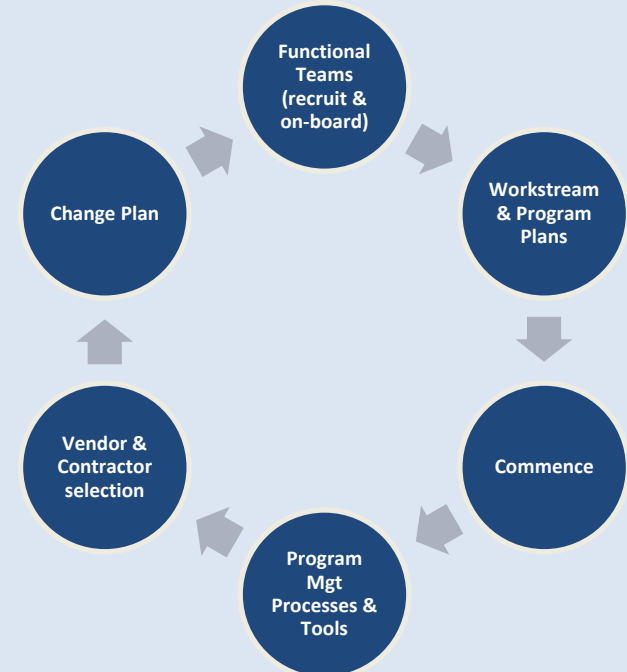 Functional
Teams
(recruit &
on-board)
Workstream
& Program
Plans
Commence
Program
Mgt
Processes &
Tools
Vendor &
Contractor
selection
Change Plan